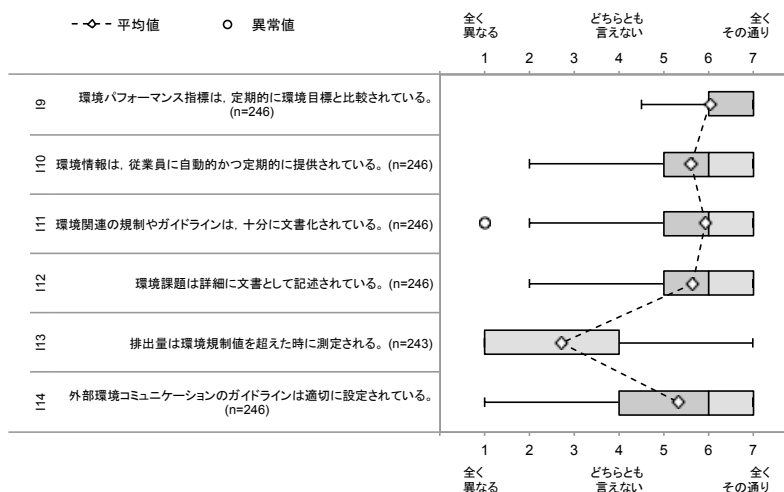 平均値 異常値
全く
異なる
どちらとも
言えない
全く
その通り
1 2 3 4 5 6 7
I9 環境パフォーマンス指標は，定期的に環境目標と比較されている。
(n=246)
I10 環境情報は，従業員に自動的かつ定期的に提供されている。(n=246)
I11 環境関連の規制やガイドラインは，十分に文書化されている。(n=246)
I12 環境課題は詳細に文書として記述されている。(n=246)
I13 排出量は環境規制値を超えた時に測定される。(n=243)
I14 外部環境コミュニケーションのガイドラインは適切に設定されている。
(n=246)
1 2 3 4 5 6 7
全く
異なる
どちらとも
言えない
全く
その通り